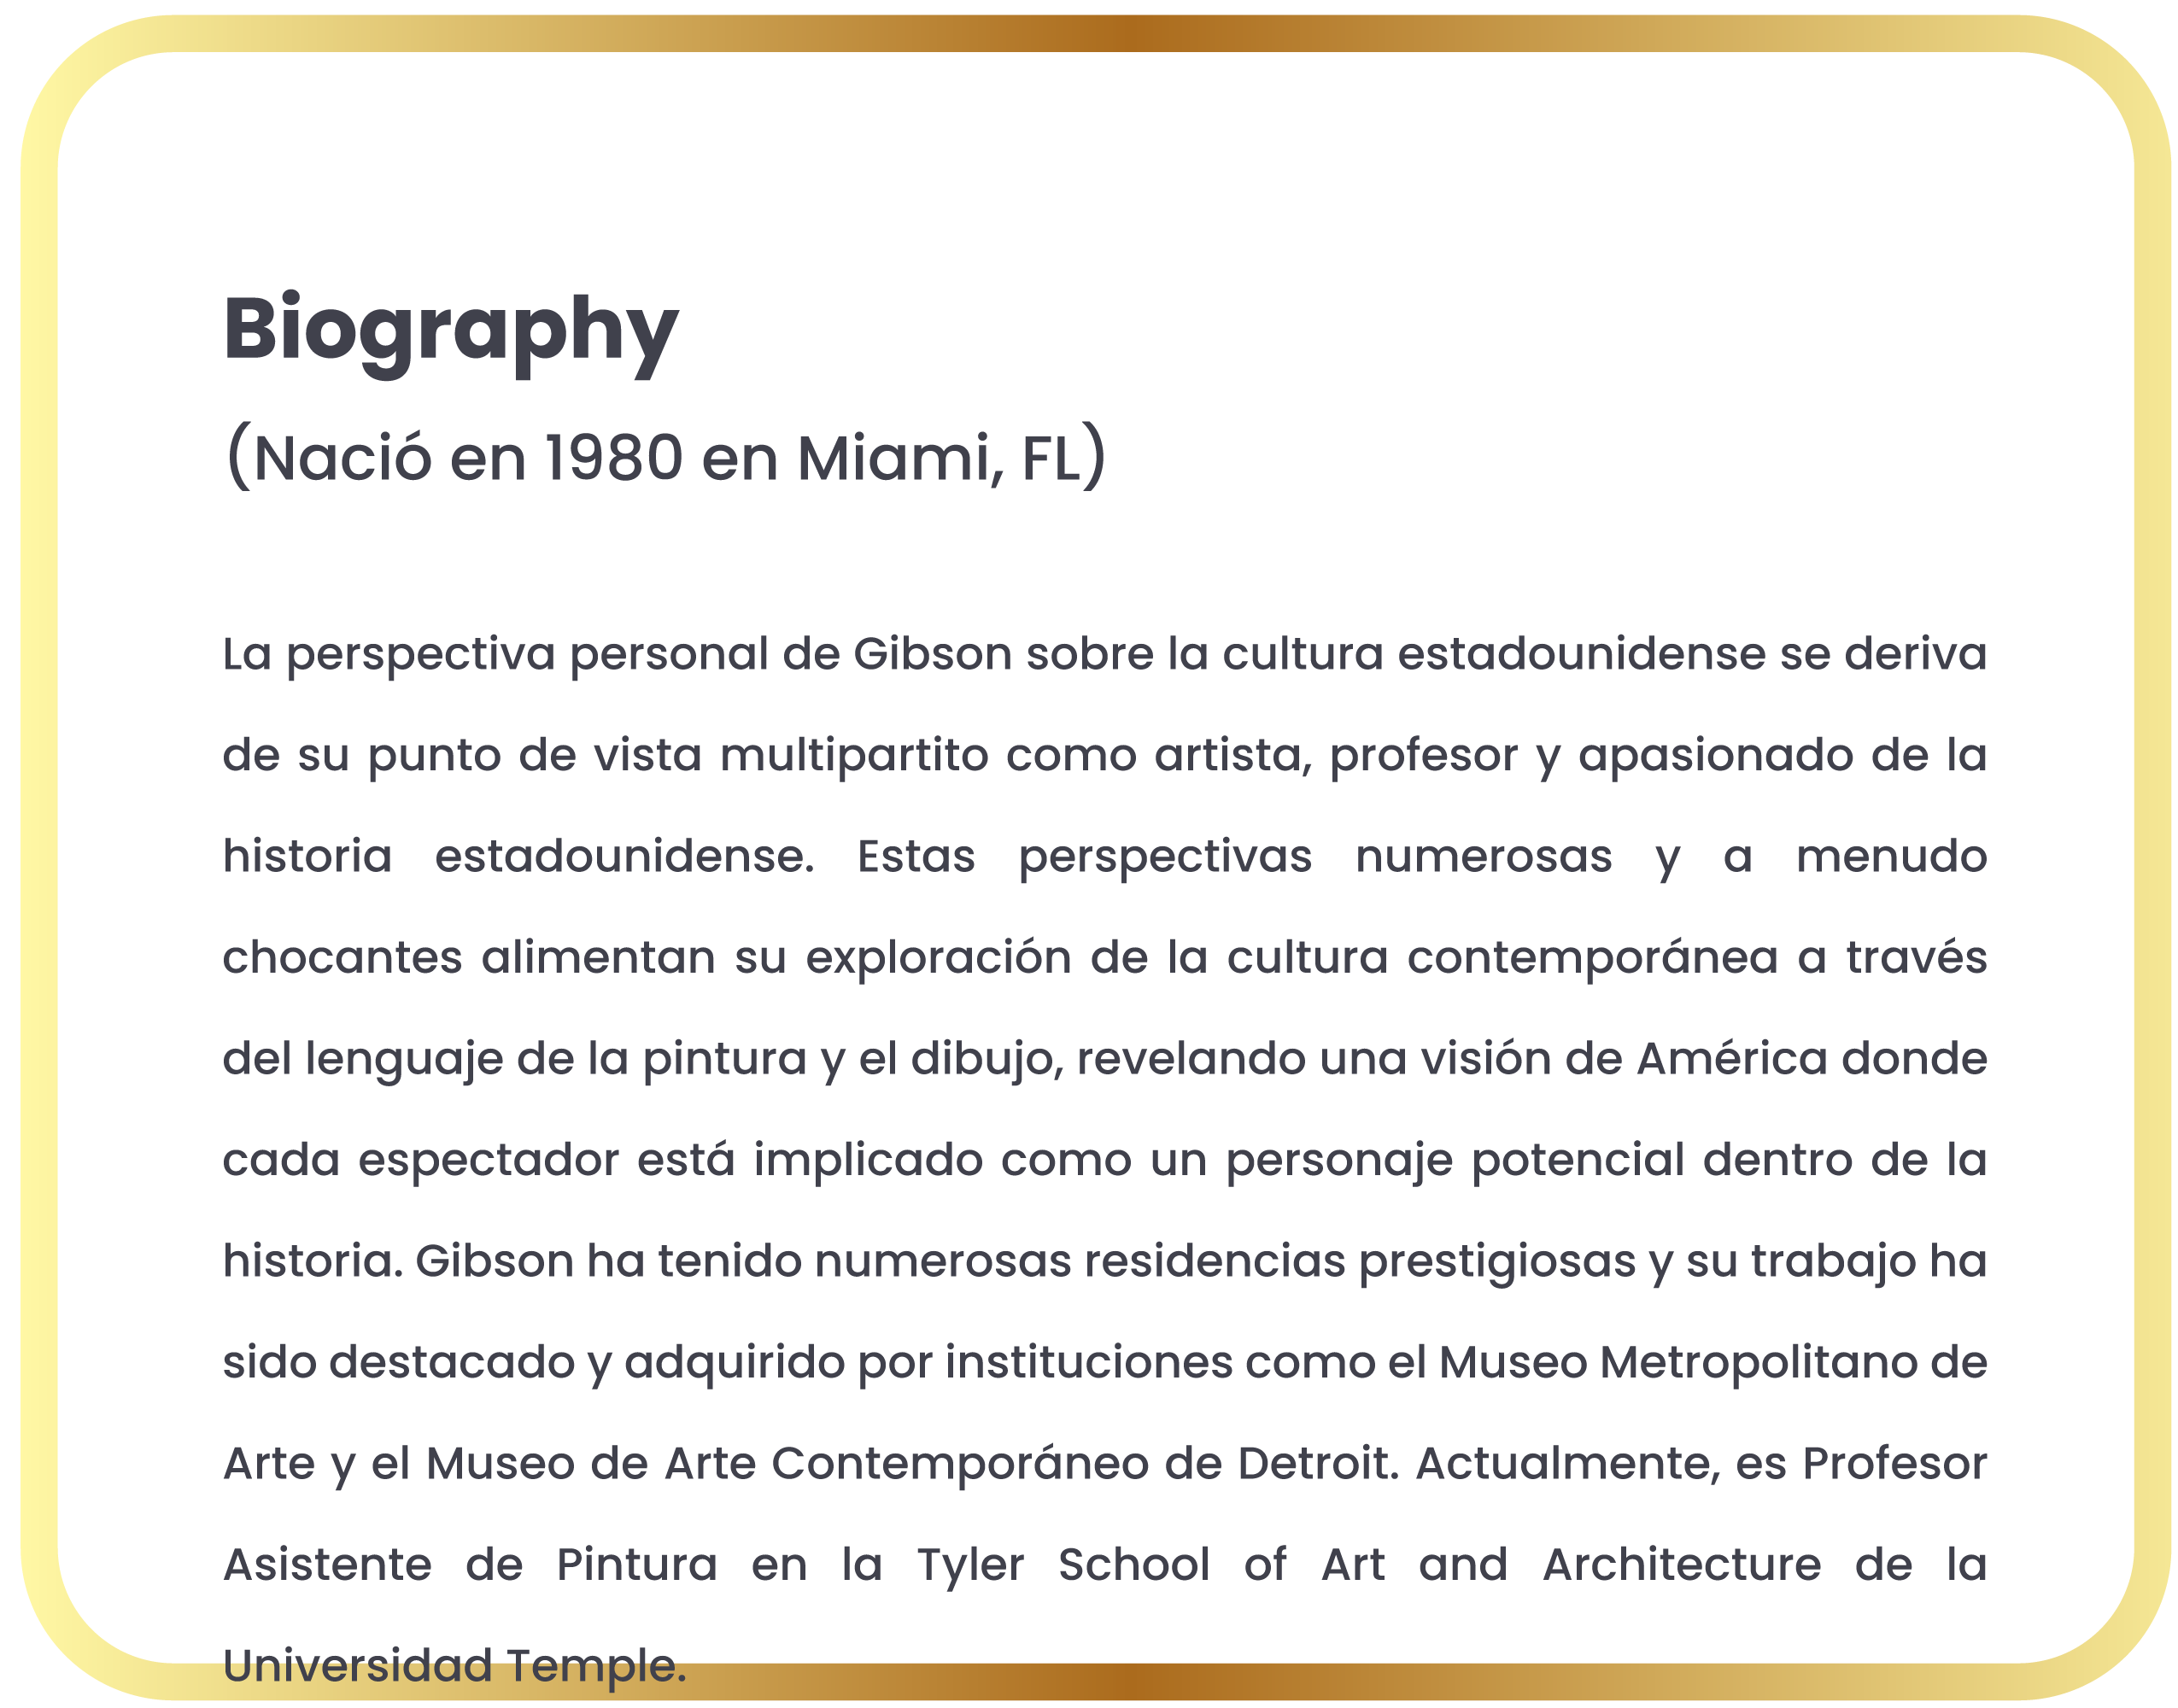 Biography
(Nació en 1980 en Miami, FL)
La perspectiva personal de Gibson sobre la cultura estadounidense se deriva
de su punto de vista multipartito como artista, profesor y apasionado de la
historia estadounidense. Estas perspectivas numerosas y a menudo
chocantes alimentan su exploración de la cultura contemporánea a través
del lenguaje de la pintura y el dibujo, revelando una visión de América donde
cada espectador está implicado como un personaje potencial dentro de la
historia. Gibson ha tenido numerosas residencias prestigiosas y su trabajo ha
sido destacado y adquirido por instituciones como el Museo Metropolitano de
Arte y el Museo de Arte Contemporáneo de Detroit. Actualmente, es Profesor
Asistente de Pintura en la Tyler School of Art and Architecture de la
Universidad Temple.